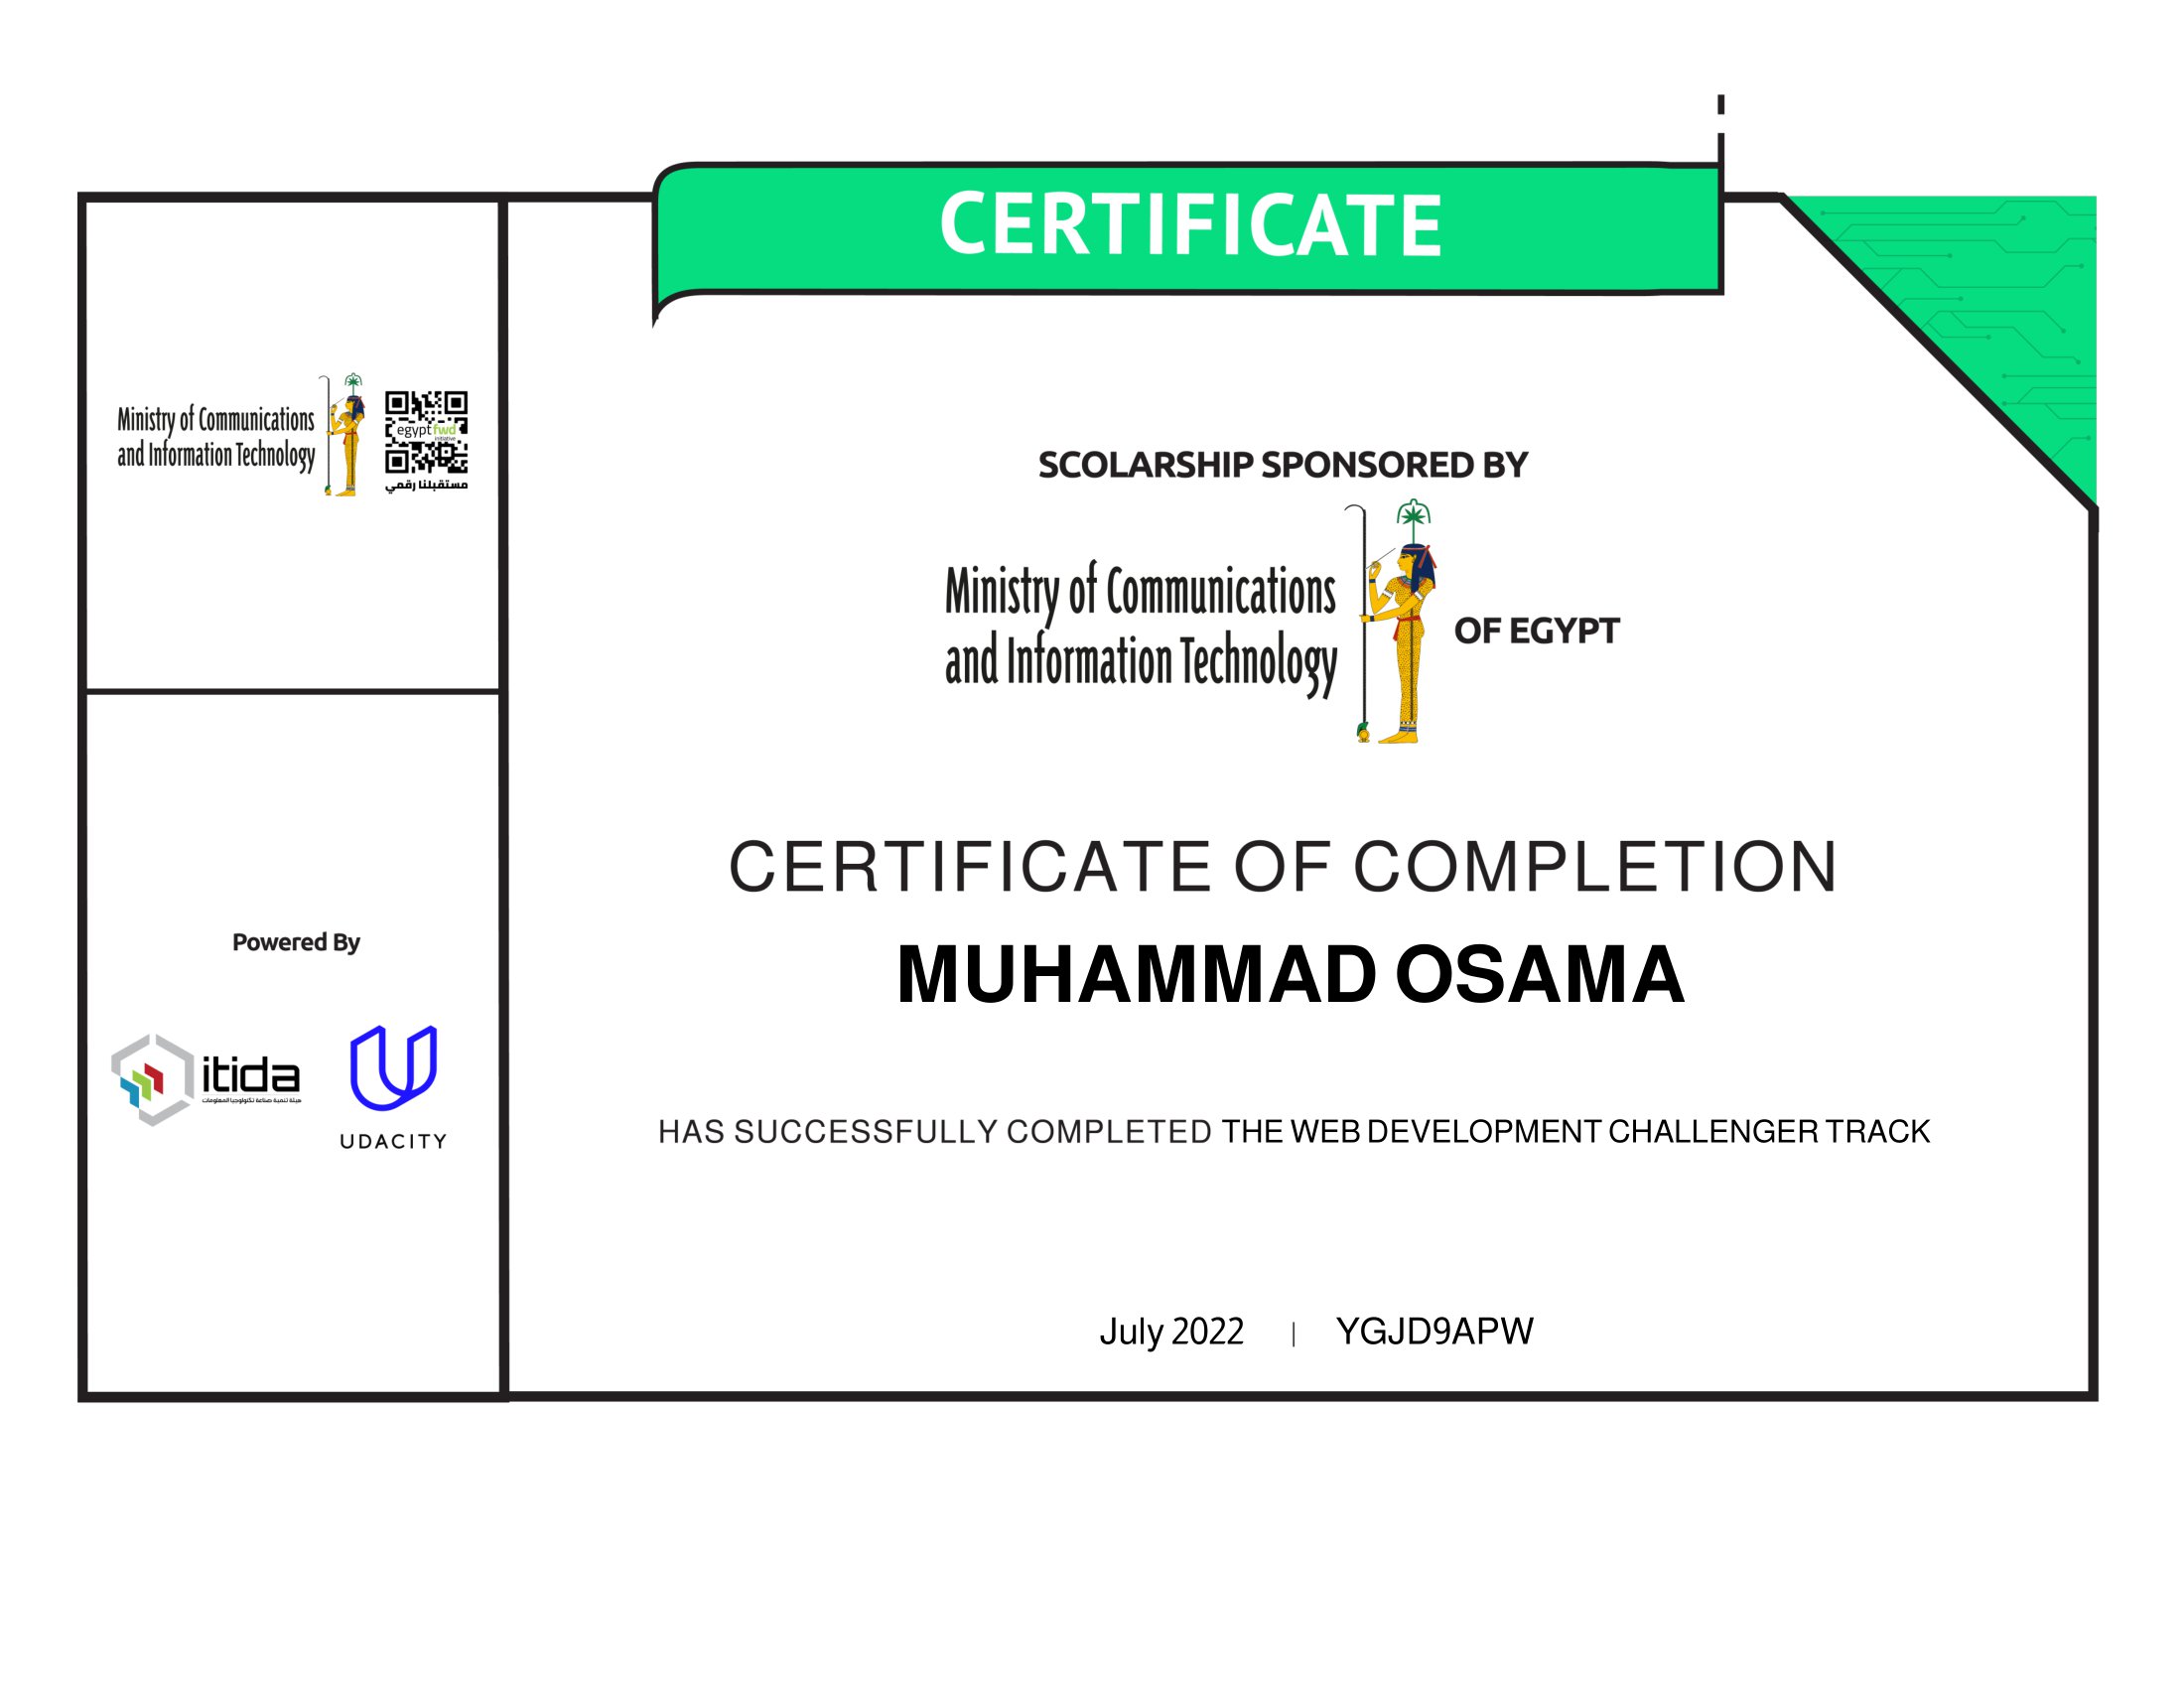 CERTIFICATE
Ministry of Communications
and Information Technology
egyptfwd
initiative
مستقبلنا رقمي
SCOLARSHIP SPONSORED BY
Ministry of Communications
and Information Technology
OF EGYPT
CERTIFICATE OF COMPLETION
MUHAMMAD OSAMA
Powered By
itida
هيئة تنمية صناعة تكنولوجيا المعلومات
UDACITY
HAS SUCCESSFULLY COMPLETED THE WEB DEVELOPMENT CHALLENGER TRACK
July 2022 | YGJD9APW